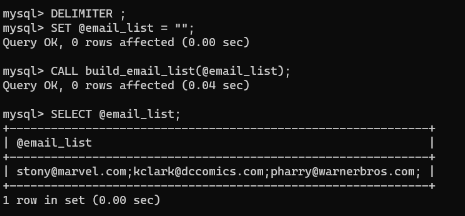 mysql> DELIMITER ;
mysql> SET @email_list = "";
Query OK, 0 rows affected (0.00 sec)
mysql> CALL build_email_list(@email_list);
Query OK, 0 rows affected (0.04 sec)
mysql> SELECT @email_list;
+--------------------------------------------------------------+
| @email_list                                                  |
+--------------------------------------------------------------+
| stony@marvel.com;kclark@dccomics.com;pharry@warnerbros.com; |
+--------------------------------------------------------------+
1 row in set (0.00 sec)